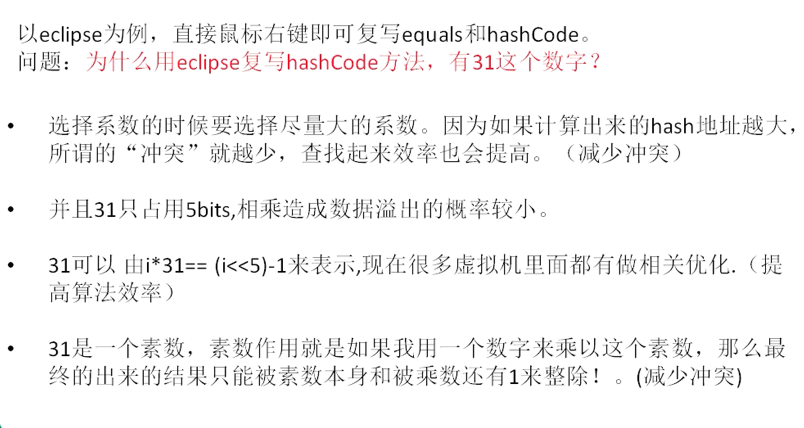 以eclipse为例，直接鼠标右键即可复写equals和hashCode。
问题：为什么用eclipse复写hashCode方法，有31这个数字？
• 选择系数的时候要选择尽量大的系数。因为如果计算出来的hash地址越大，
所谓的“冲突”就越少，查找起来效率也会提高。（减少冲突）
• 并且31只占用5bits,相乘造成数据溢出的概率较小。
• 31可以 由i*31== (i<<5)-1来表示,现在很多虚拟机里面都有做相关优化.（提
高算法效率）
• 31是一个素数，素数作用就是如果我用一个数字来乘以这个素数，那么最
终的出来的结果只能被素数本身和被乘数还有1来整除！。(减少冲突)